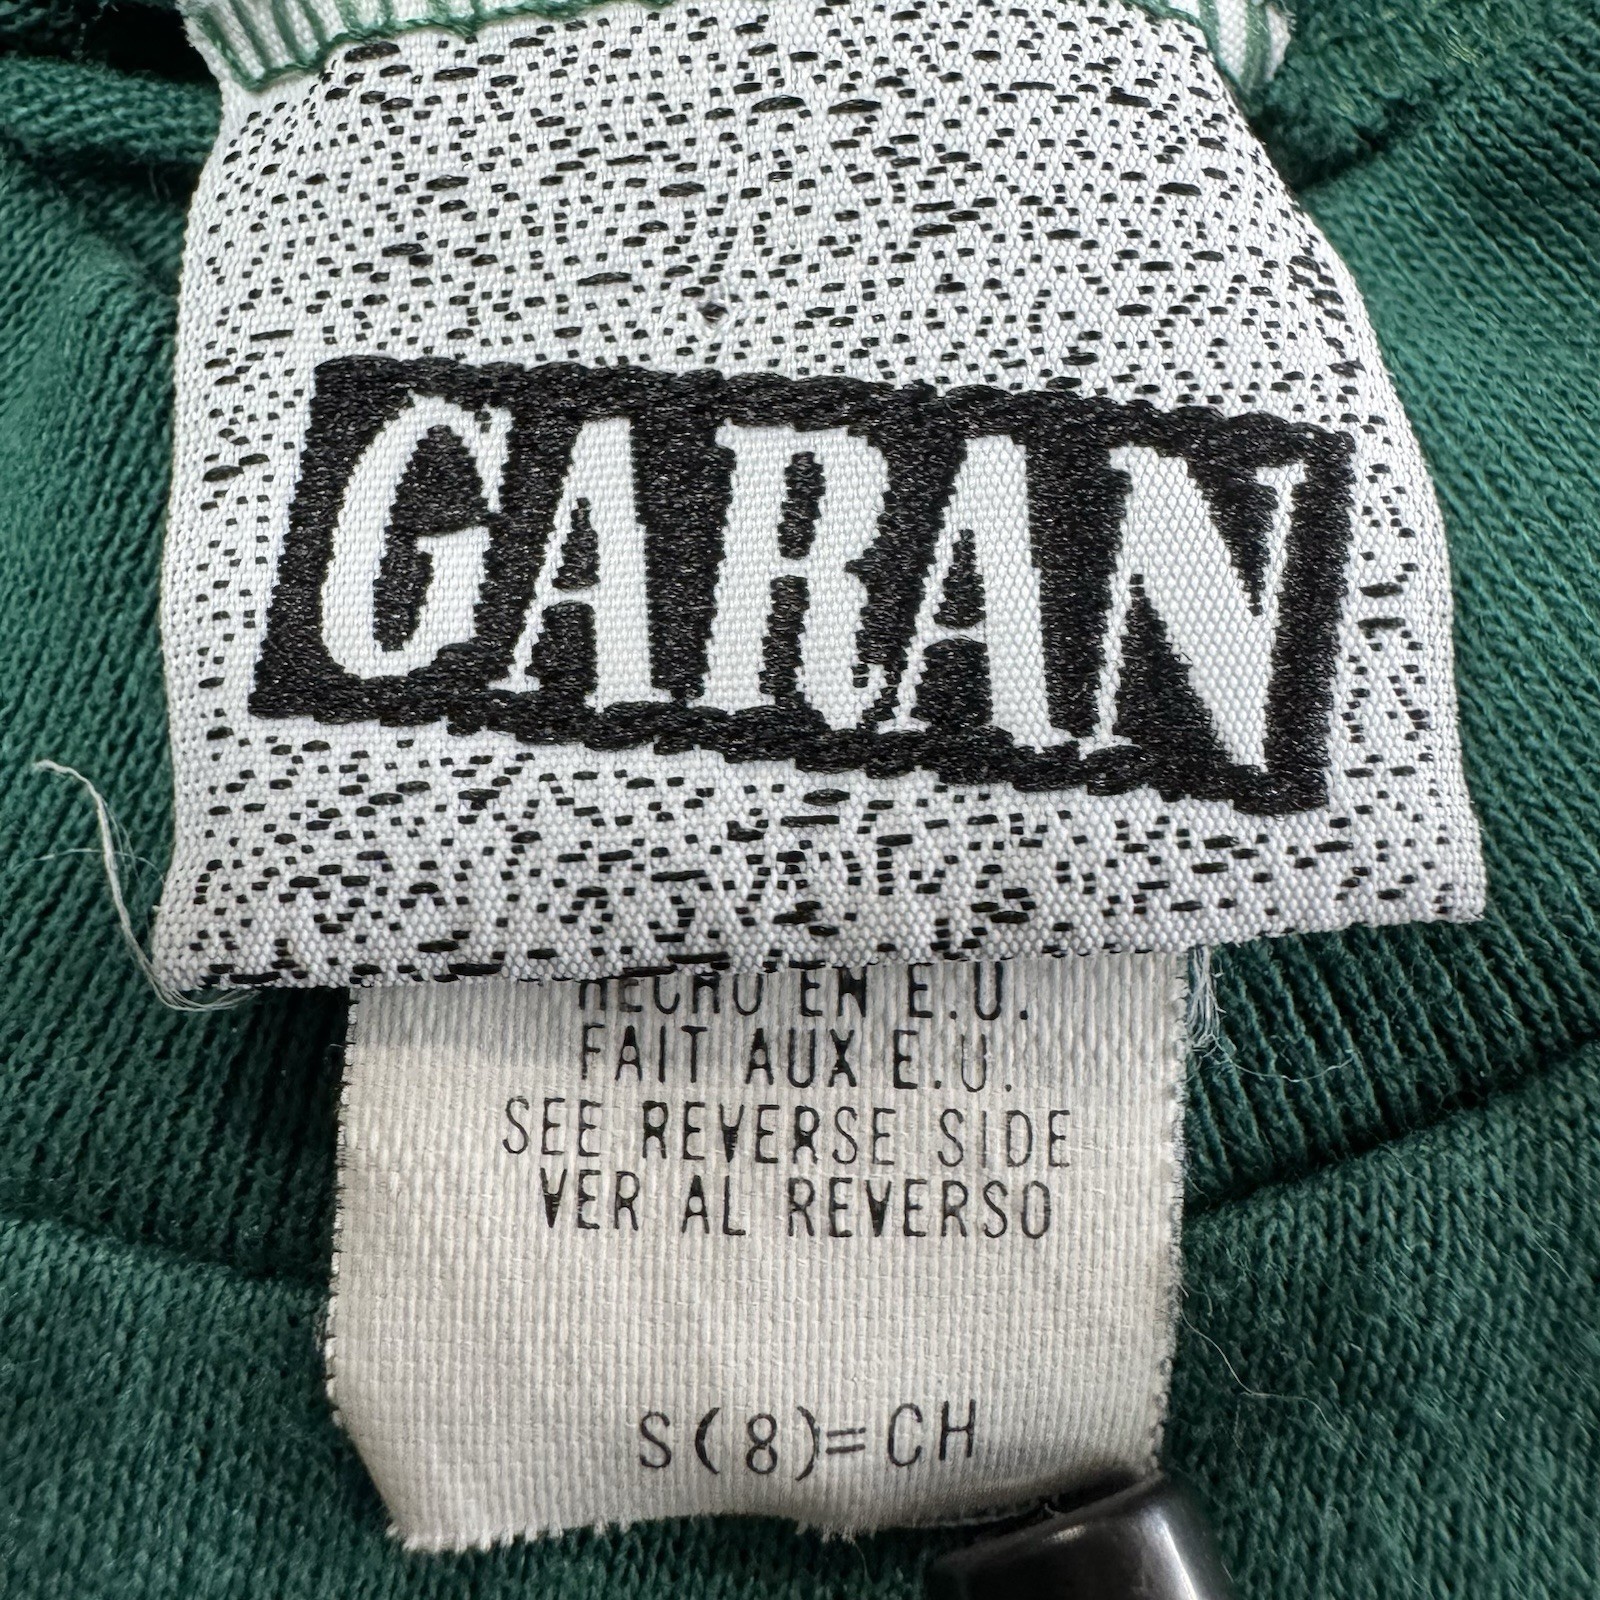 GARAN
HECHO EN E.U.
FAIT AUX E.U.
SEE REVERSE SIDE
VER AL REVERSO
S(8)=CH